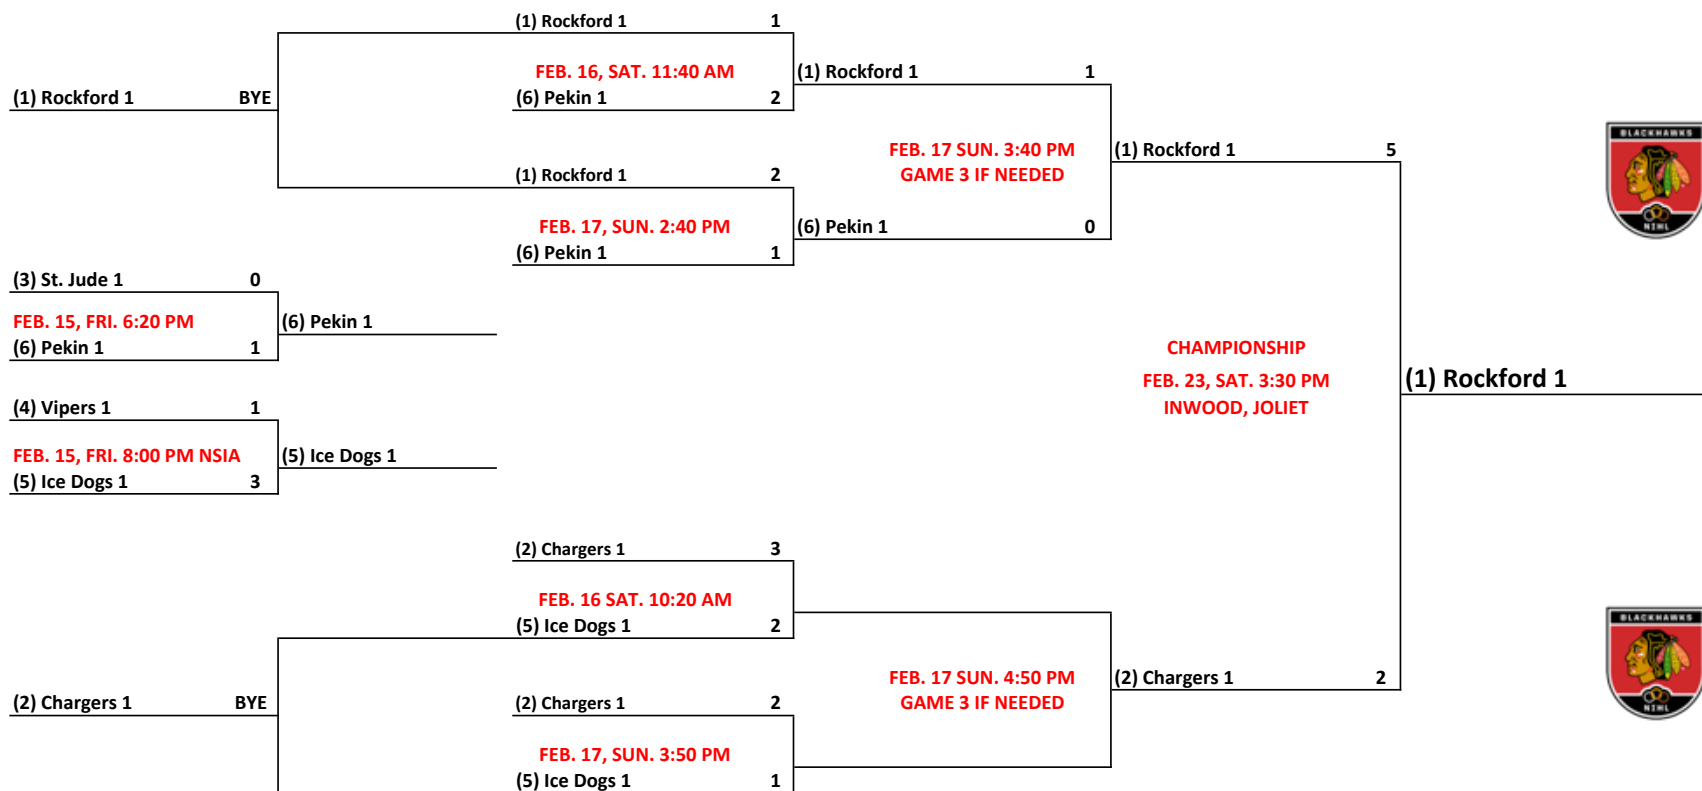 (1) Rockford 1 1
FEB. 16, SAT. 11:40 AM
(1) Rockford 1 1
(1) Rockford 1 BYE
(6) Pekin 1 2
BLACKHAWKS
NIHL
FEB. 17 SUN. 3:40 PM
GAME 3 IF NEEDED
(1) Rockford 1 5
(1) Rockford 1 2
FEB. 17, SUN. 2:40 PM
(6) Pekin 1 0
(6) Pekin 1 1
(3) St. Jude 1 0
FEB. 15, FRI. 6:20 PM
(6) Pekin 1
(6) Pekin 1 1
CHAMPIONSHIP
FEB. 23, SAT. 3:30 PM
INWOOD, JOLIET
(1) Rockford 1
(4) Vipers 1 1
FEB. 15, FRI. 8:00 PM NSIA
(5) Ice Dogs 1
(5) Ice Dogs 1 3
(2) Chargers 1 3
FEB. 16 SAT. 10:20 AM
(5) Ice Dogs 1 2
BLACKHAWKS
NIHL
FEB. 17 SUN. 4:50 PM
GAME 3 IF NEEDED
(2) Chargers 1 2
(2) Chargers 1 BYE
(2) Chargers 1 2
FEB. 17, SUN. 3:50 PM
(5) Ice Dogs 1 1